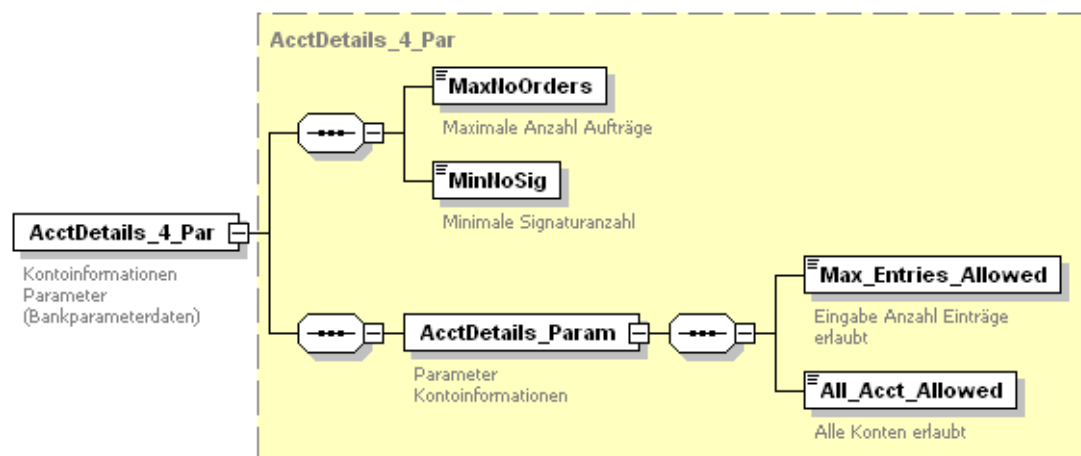 AcctDetails_4_Par
MaxNoOrders
Maximale Anzahl Aufträge
MinNoSig
Minimale Signaturanzahl
AcctDetails_4_Par
Kontoinformationen
Parameter
(Bankparameterdaten)
AcctDetails_Param
Parameter
Kontoinformationen
Max_Entries_Allowed
Eingabe Anzahl Einträge
erlaubt
All_Acct_Allowed
Alle Konten erlaubt